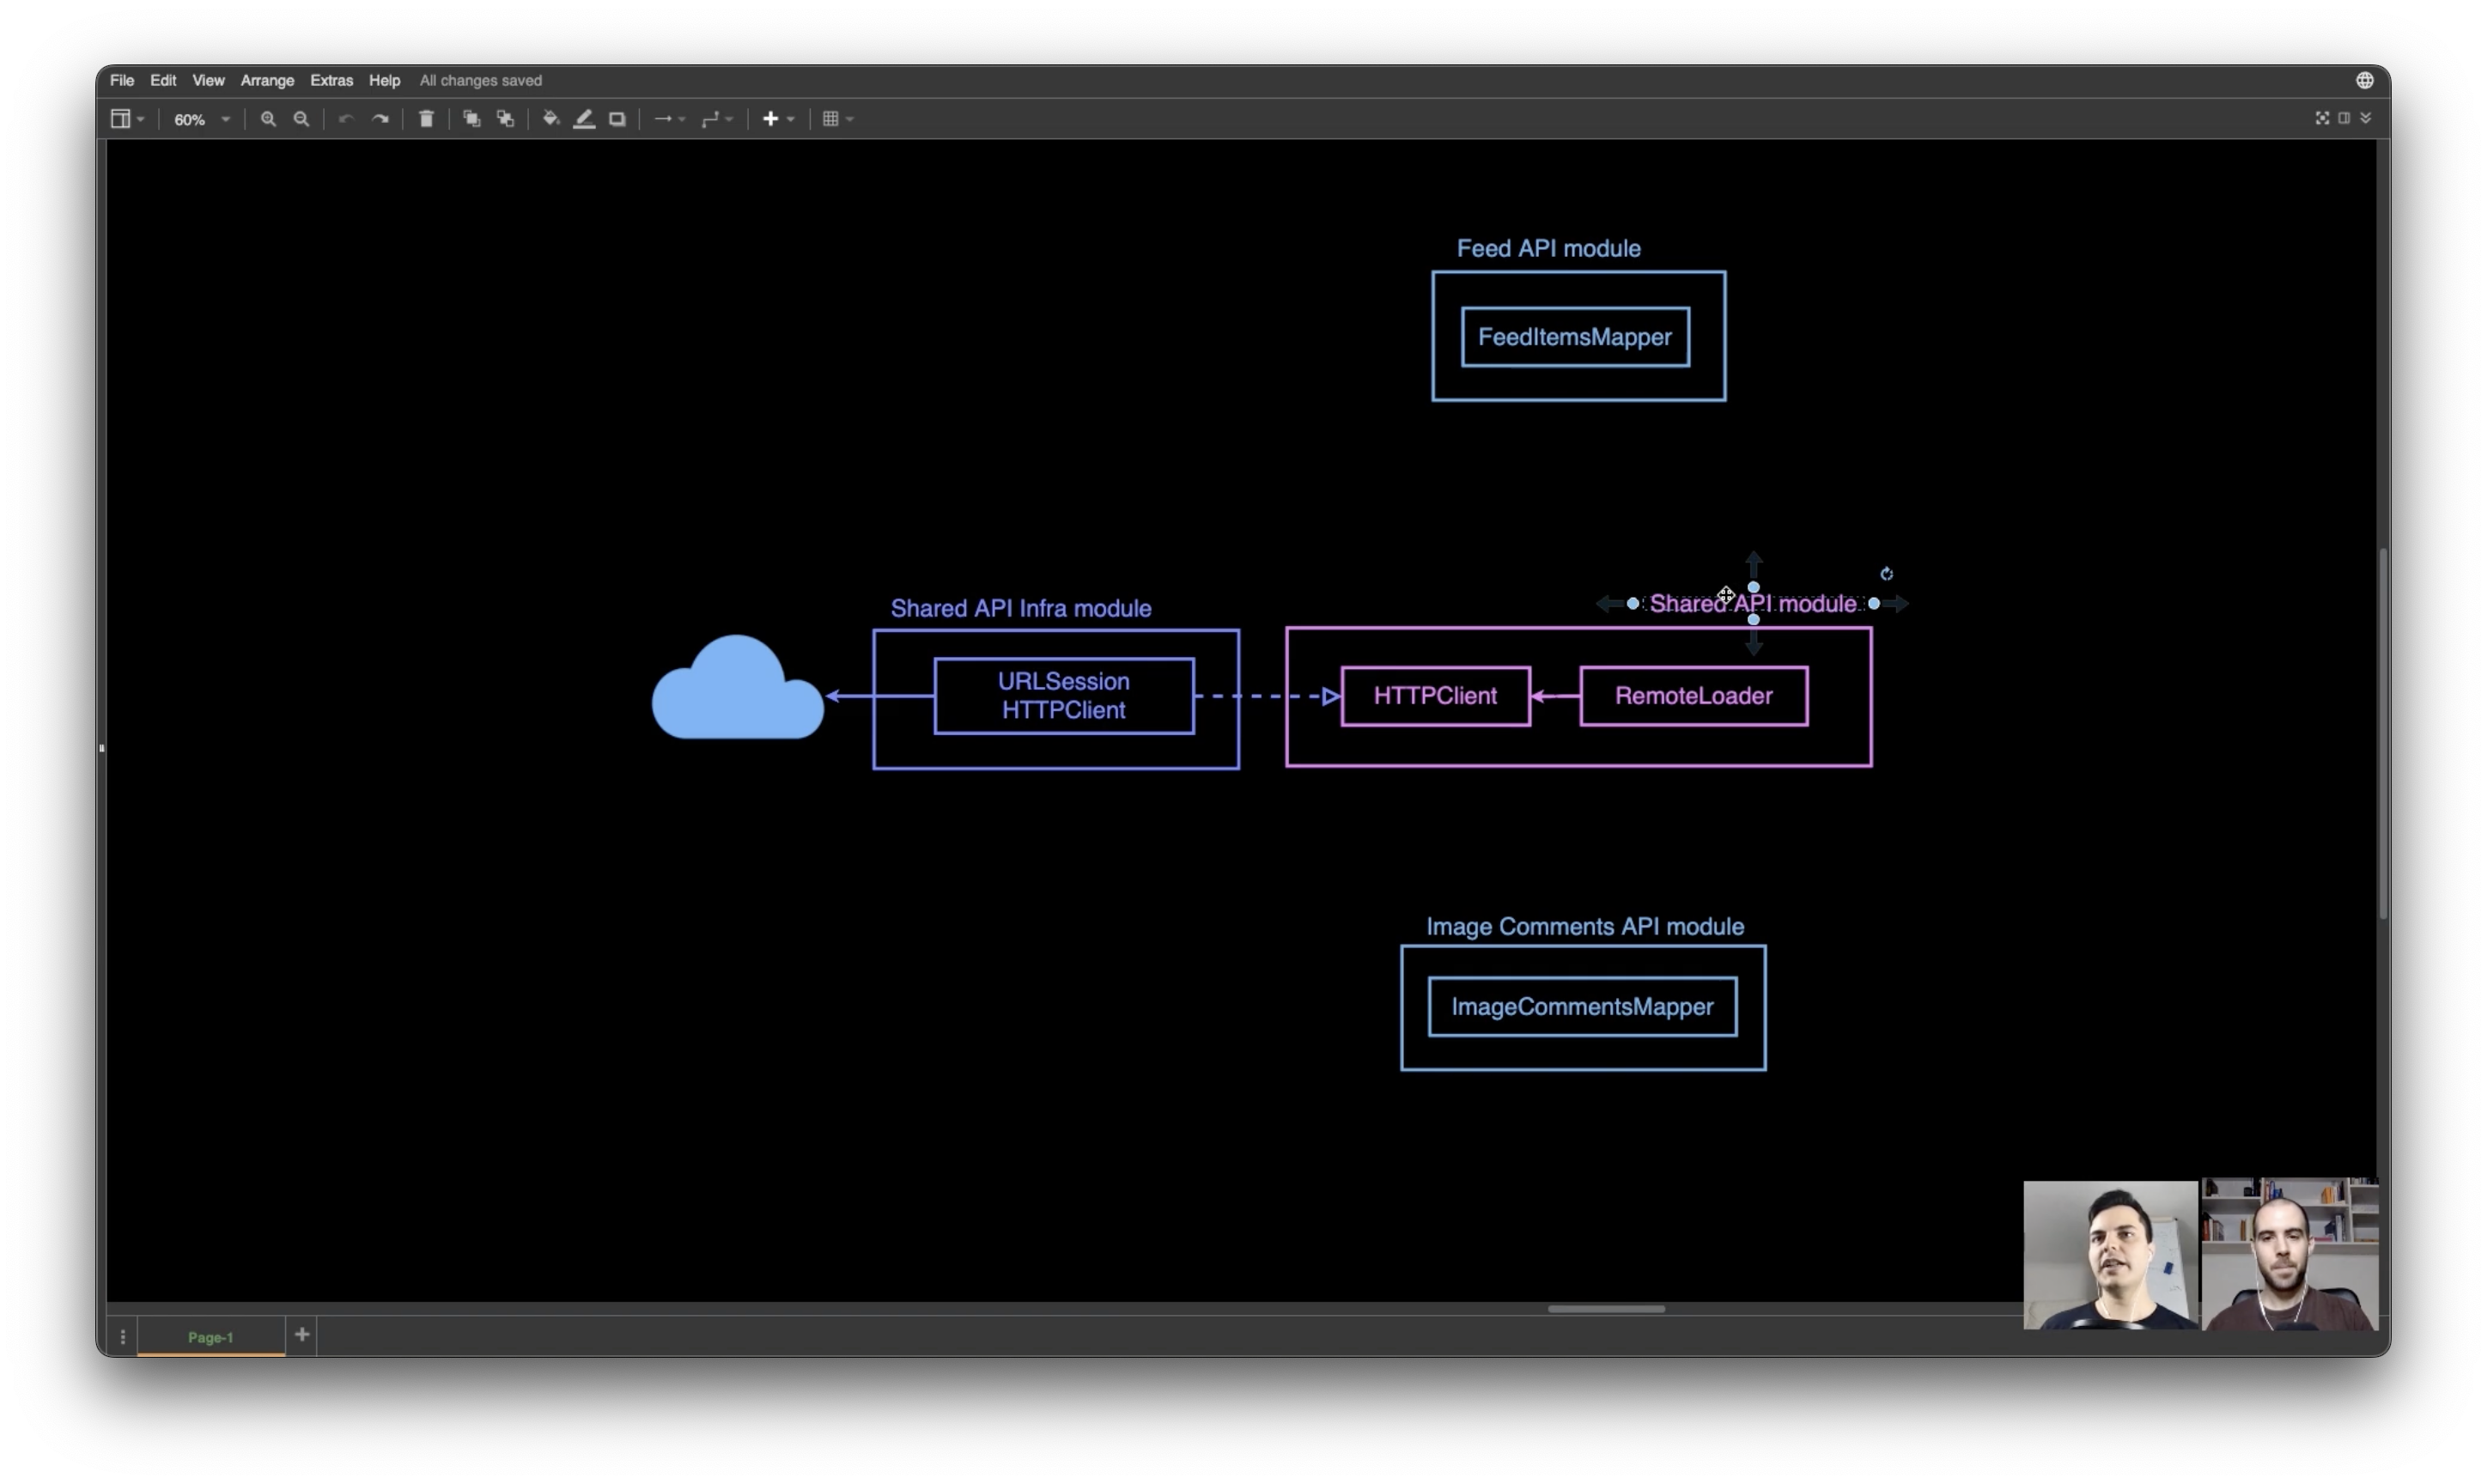 File Edit View Arrange Extras Help All changes saved
60%
Feed API module
FeedItemsMapper
Shared API Infra module
Shared API module
URLSession
HTTPClient
HTTPClient
RemoteLoader
Image Comments API module
ImageCommentsMapper
Page-1